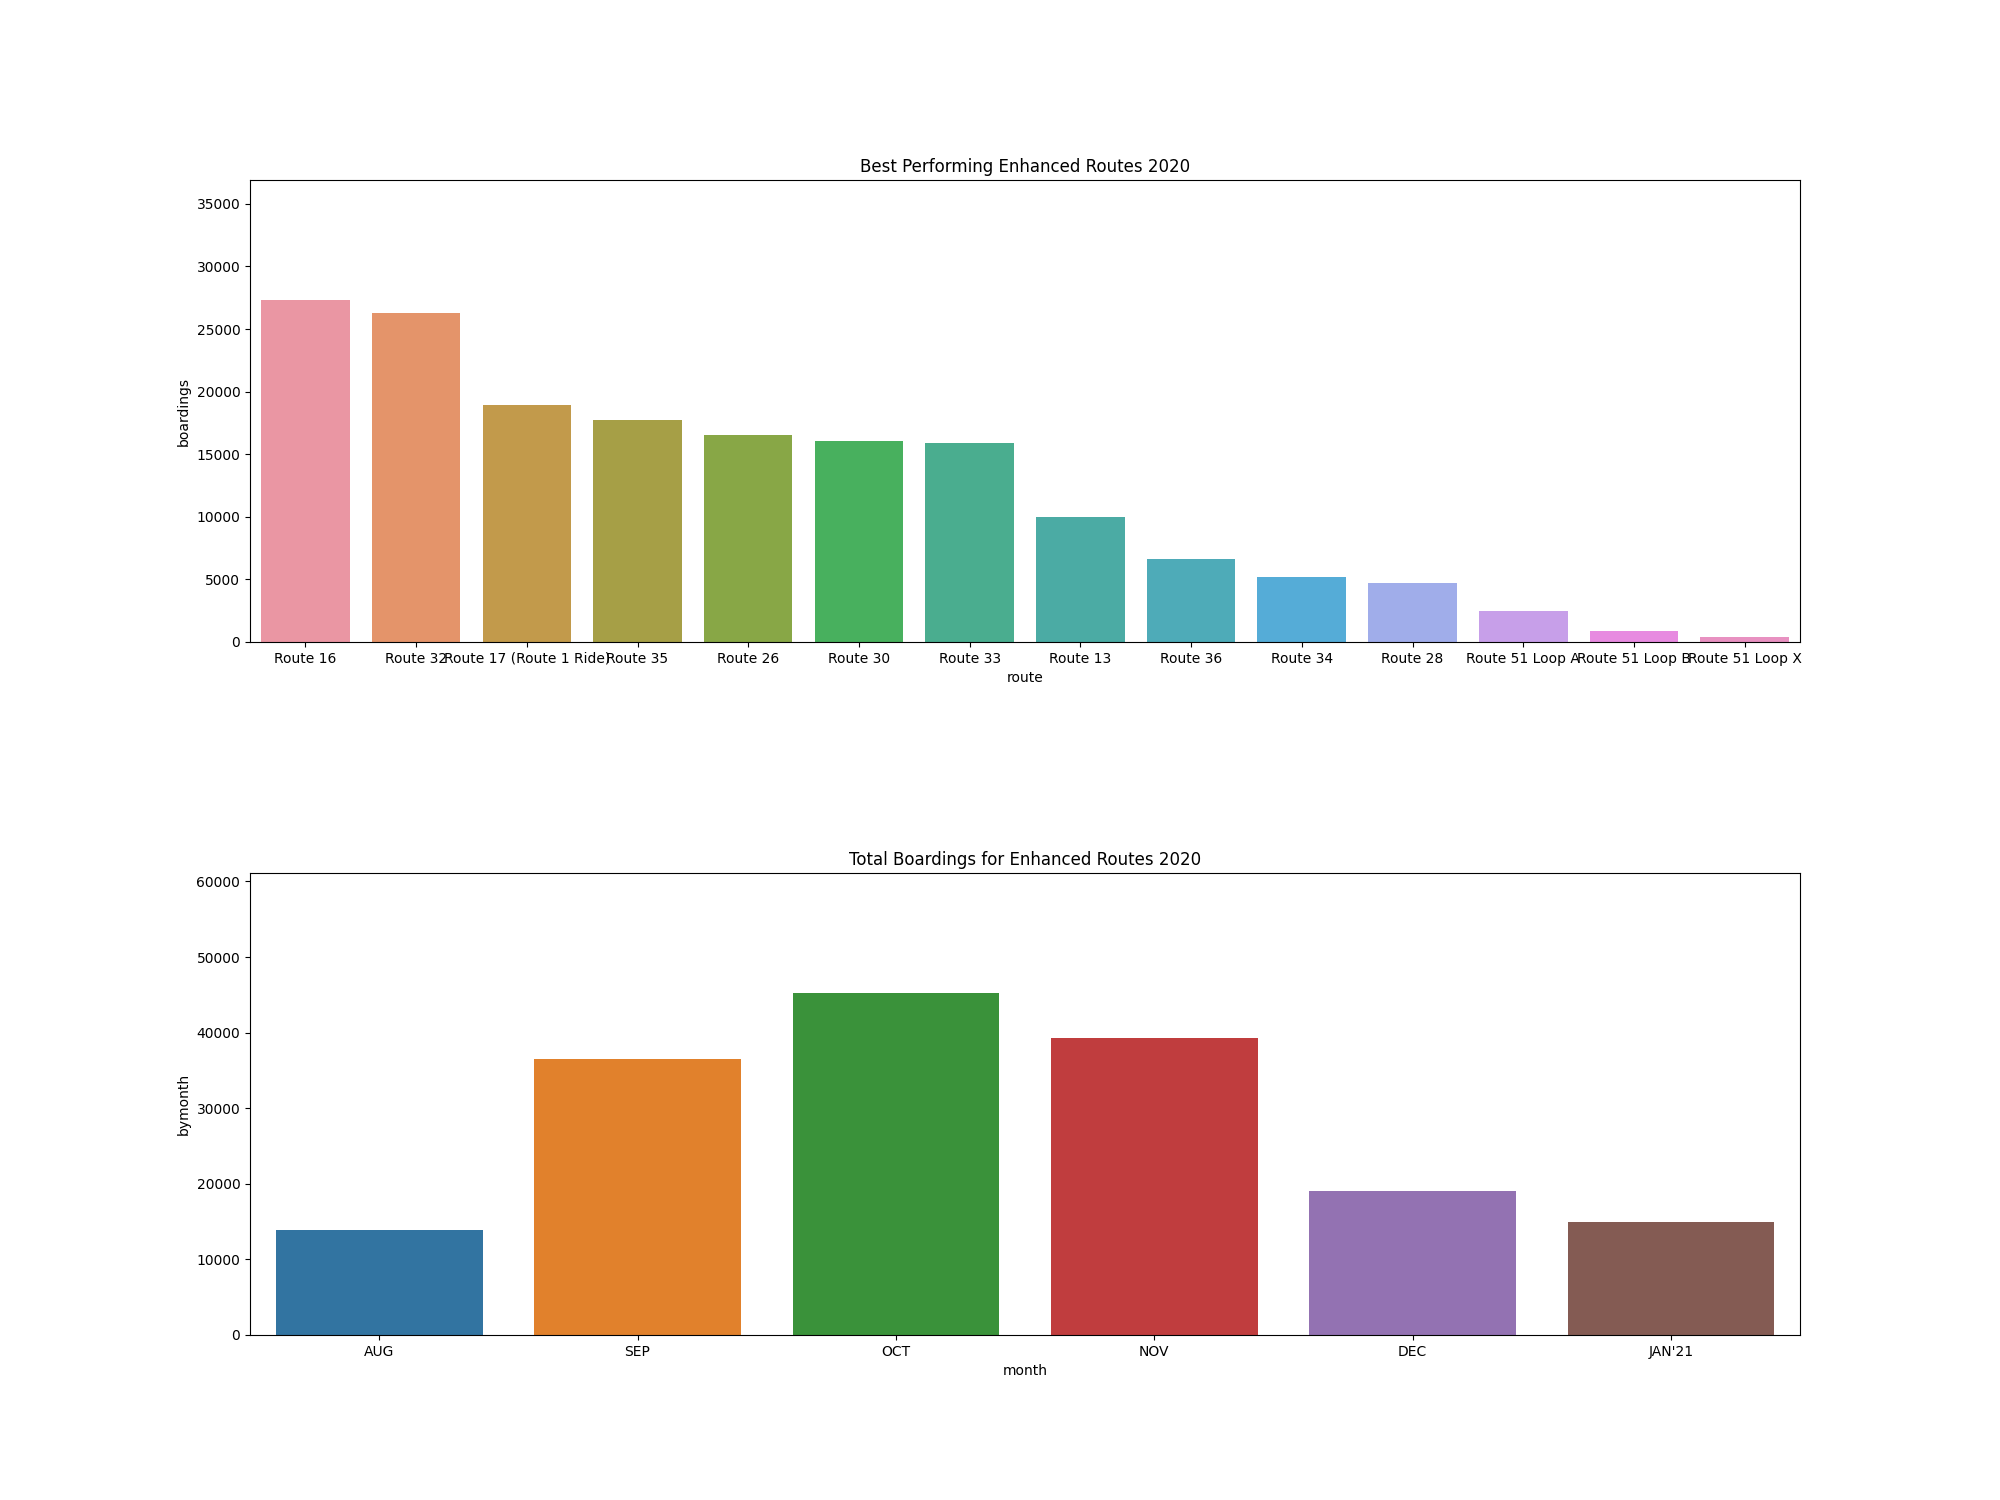 Best Performing Enhanced Routes 2020
35000
30000
25000
20000
15000
10000
5000
0
boardings
Route 16 Route 32 Route 17 (Route 1 Ride) Route 35 Route 26 Route 30 Route 33 Route 13 Route 36 Route 34 Route 28 Route 51 Loop A Route 51 Loop B Route 51 Loop X
route
Total Boardings for Enhanced Routes 2020
60000
50000
40000
30000
20000
10000
0
bymonth
AUG SEP OCT NOV DEC JAN'21
month